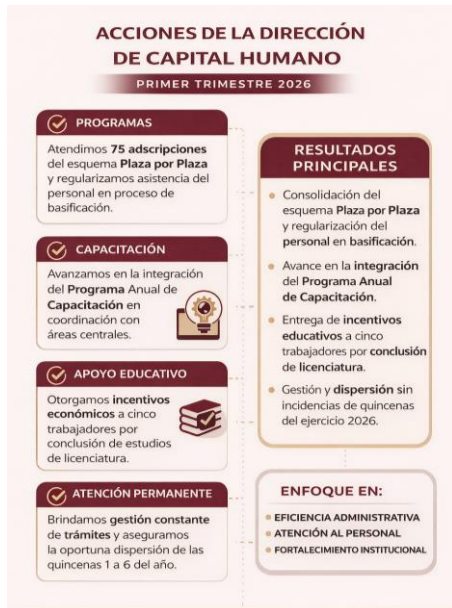 ACCIONES DE LA DIRECCIÓN
DE CAPITAL HUMANO
PRIMER TRIMESTRE 2026
PROGRAMAS
Atendimos 75 adscripciones
del esquema Plaza por Plaza
y regularizamos asistencia del
personal en proceso de
basificación.
CAPACITACIÓN
Avanzamos en la integración
del Programa Anual de
Capacitación en
coordinación con
áreas centrales.
APOYO EDUCATIVO
Otorgamos incentivos
económicos a cinco
trabajadores por
conclusión de estudios
de licenciatura.
ATENCIÓN PERMANENTE
Brindamos gestión constante
de trámites y aseguramos
la oportuna dispersión de las
quincenas 1 a 6 del año.
RESULTADOS
PRINCIPALES
Consolidación del
esquema Plaza por Plaza
y regularización del
personal en basificación.
Avance en la integración
del Programa Anual
de Capacitación.
Entrega de incentivos
educativos a cinco
trabajadores por conclusión
de licenciatura.
Gestión y dispersión sin
incidencias de quincenas
del ejercicio 2026.
ENFOQUE EN:
EFICIENCIA ADMINISTRATIVA
ATENCIÓN AL PERSONAL
FORTALECIMIENTO INSTITUCIONAL